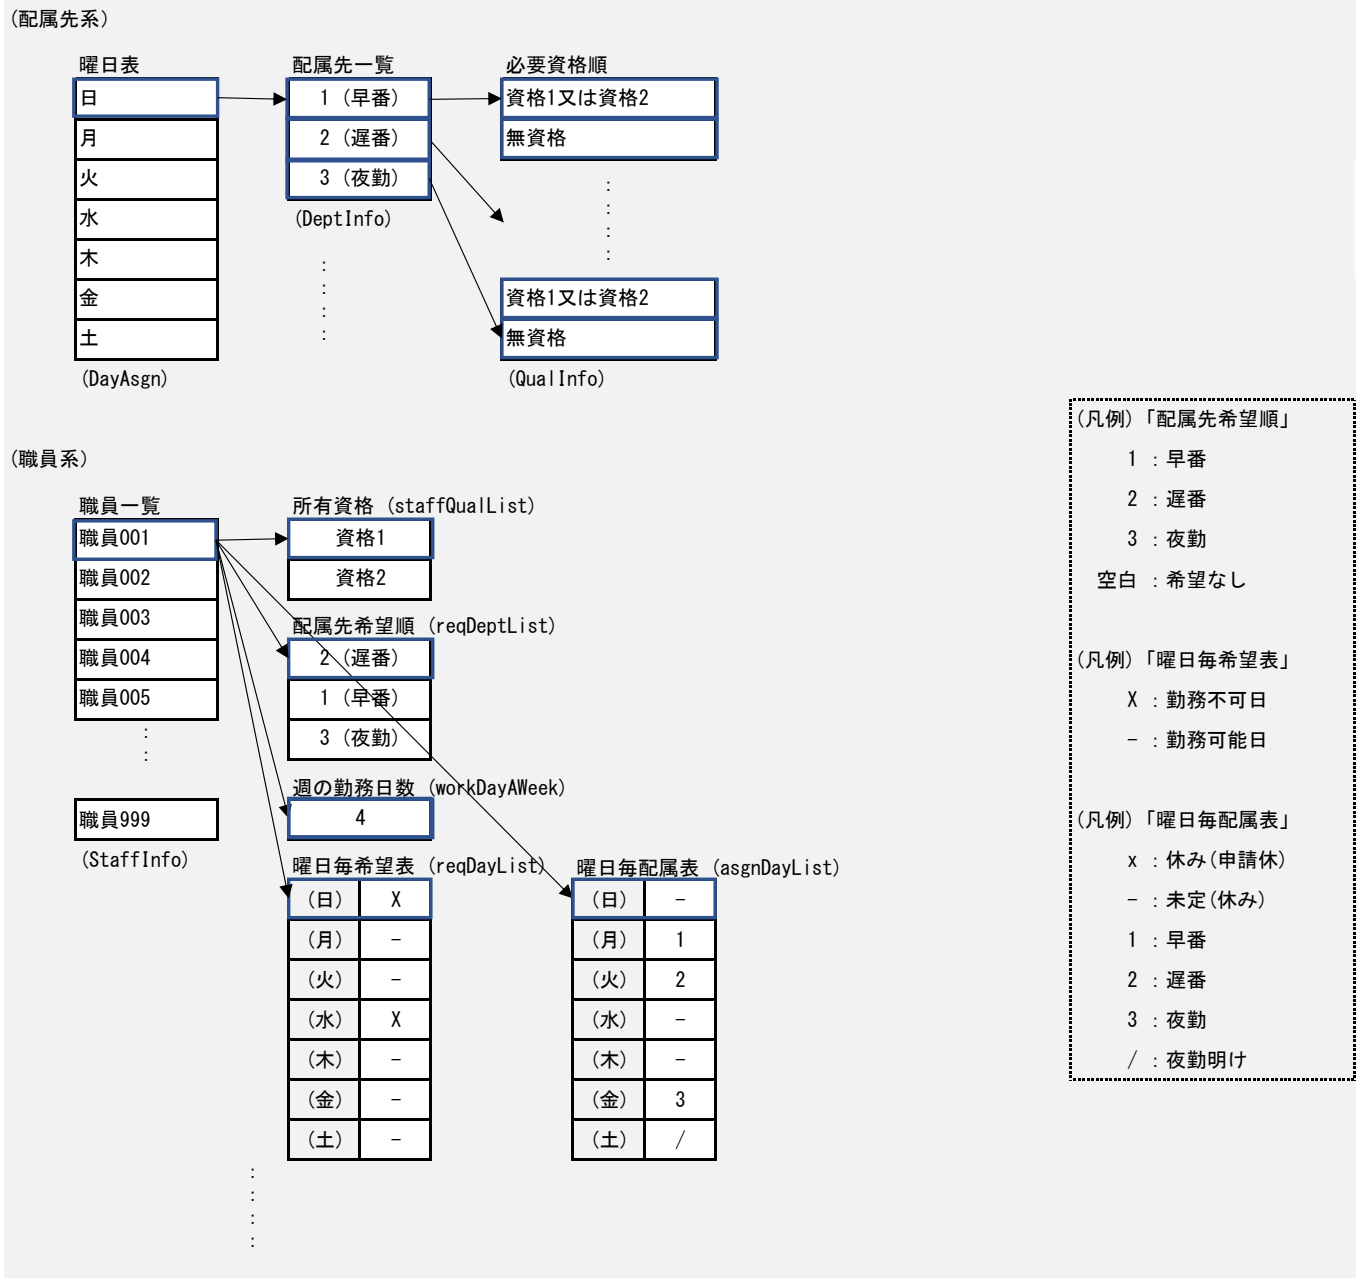 (配属先系)
曜日表 配属先一覧 必要資格順
日 1 (早番) 資格1又は資格2
月 2 (遅番) 無資格
火 3 (夜勤) :
水 (DeptInfo) :
:
木 : :
金 : 資格1又は資格2
:
土 : 無資格
(DayAsgn) (QualInfo)
(凡例)「配属先希望順」
1 : 早番
2 : 遅番
3 : 夜勤
空白 : 希望なし
(凡例)「曜日毎希望表」
X : 勤務不可日
- : 勤務可能日
(凡例)「曜日毎配属表」
x : 休み(申請休)
- : 未定(休み)
1 : 早番
2 : 遅番
3 : 夜勤
/ : 夜勤明け
(職員系)
職員一覧 所有資格 (staffQualList)
職員001 資格1
職員002 資格2
職員003 配属先希望順 (reqDeptList)
職員004 2 (遅番)
職員005 1 (早番)
: 3 (夜勤)
:
週の勤務日数 (workDayAWeek)
職員999 4
(StaffInfo) 曜日毎希望表 (reqDayList) 曜日毎配属表 (asgnDayList)
(日) X (日) -
(月) - (月) 1
(火) - (火) 2
(水) X (水) -
(木) - (木) -
(金) - (金) 3
(土) - (土) /
:
:
:
: